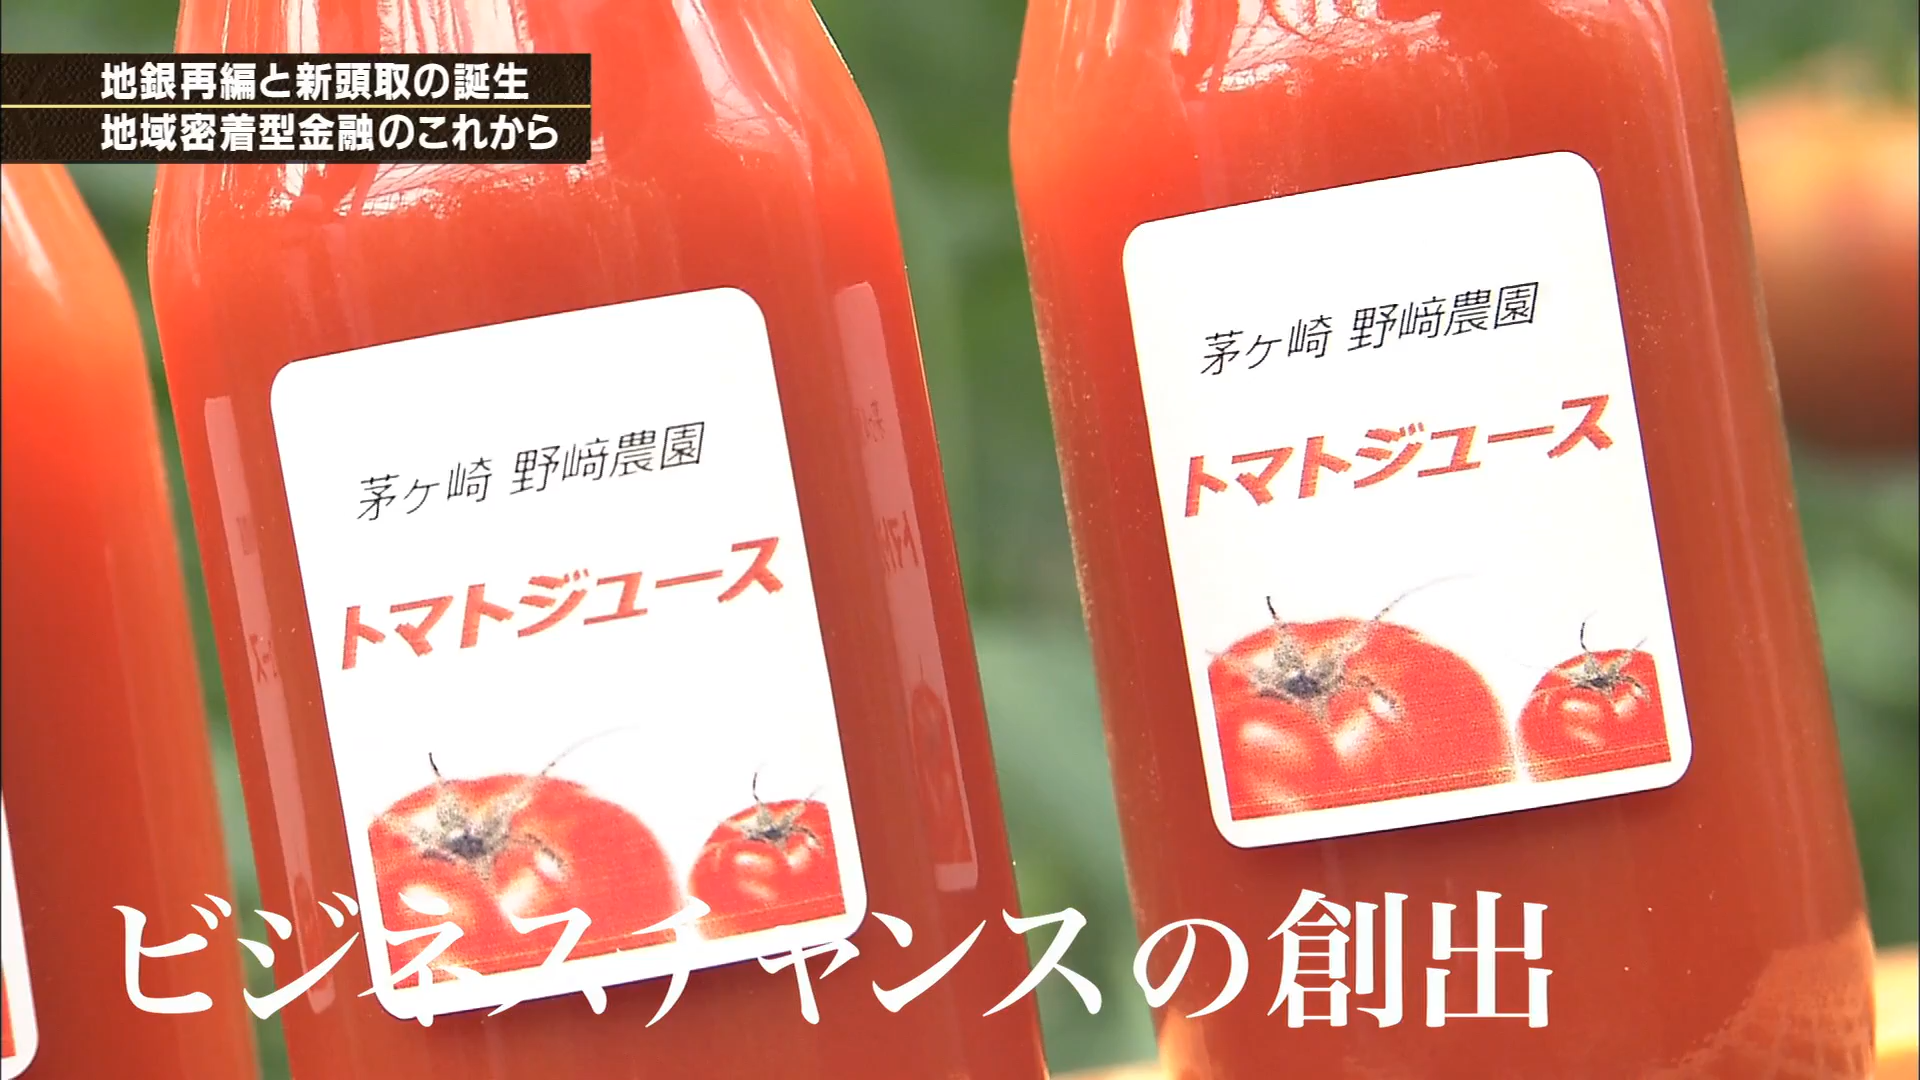 地銀再編と新頭取の誕生
地域密着型金融のこれから
茅ヶ崎 野﨑農園
トマトジュース
茅ヶ崎 野﨑農園
トマトジュース
ビジネスチャンスの創出